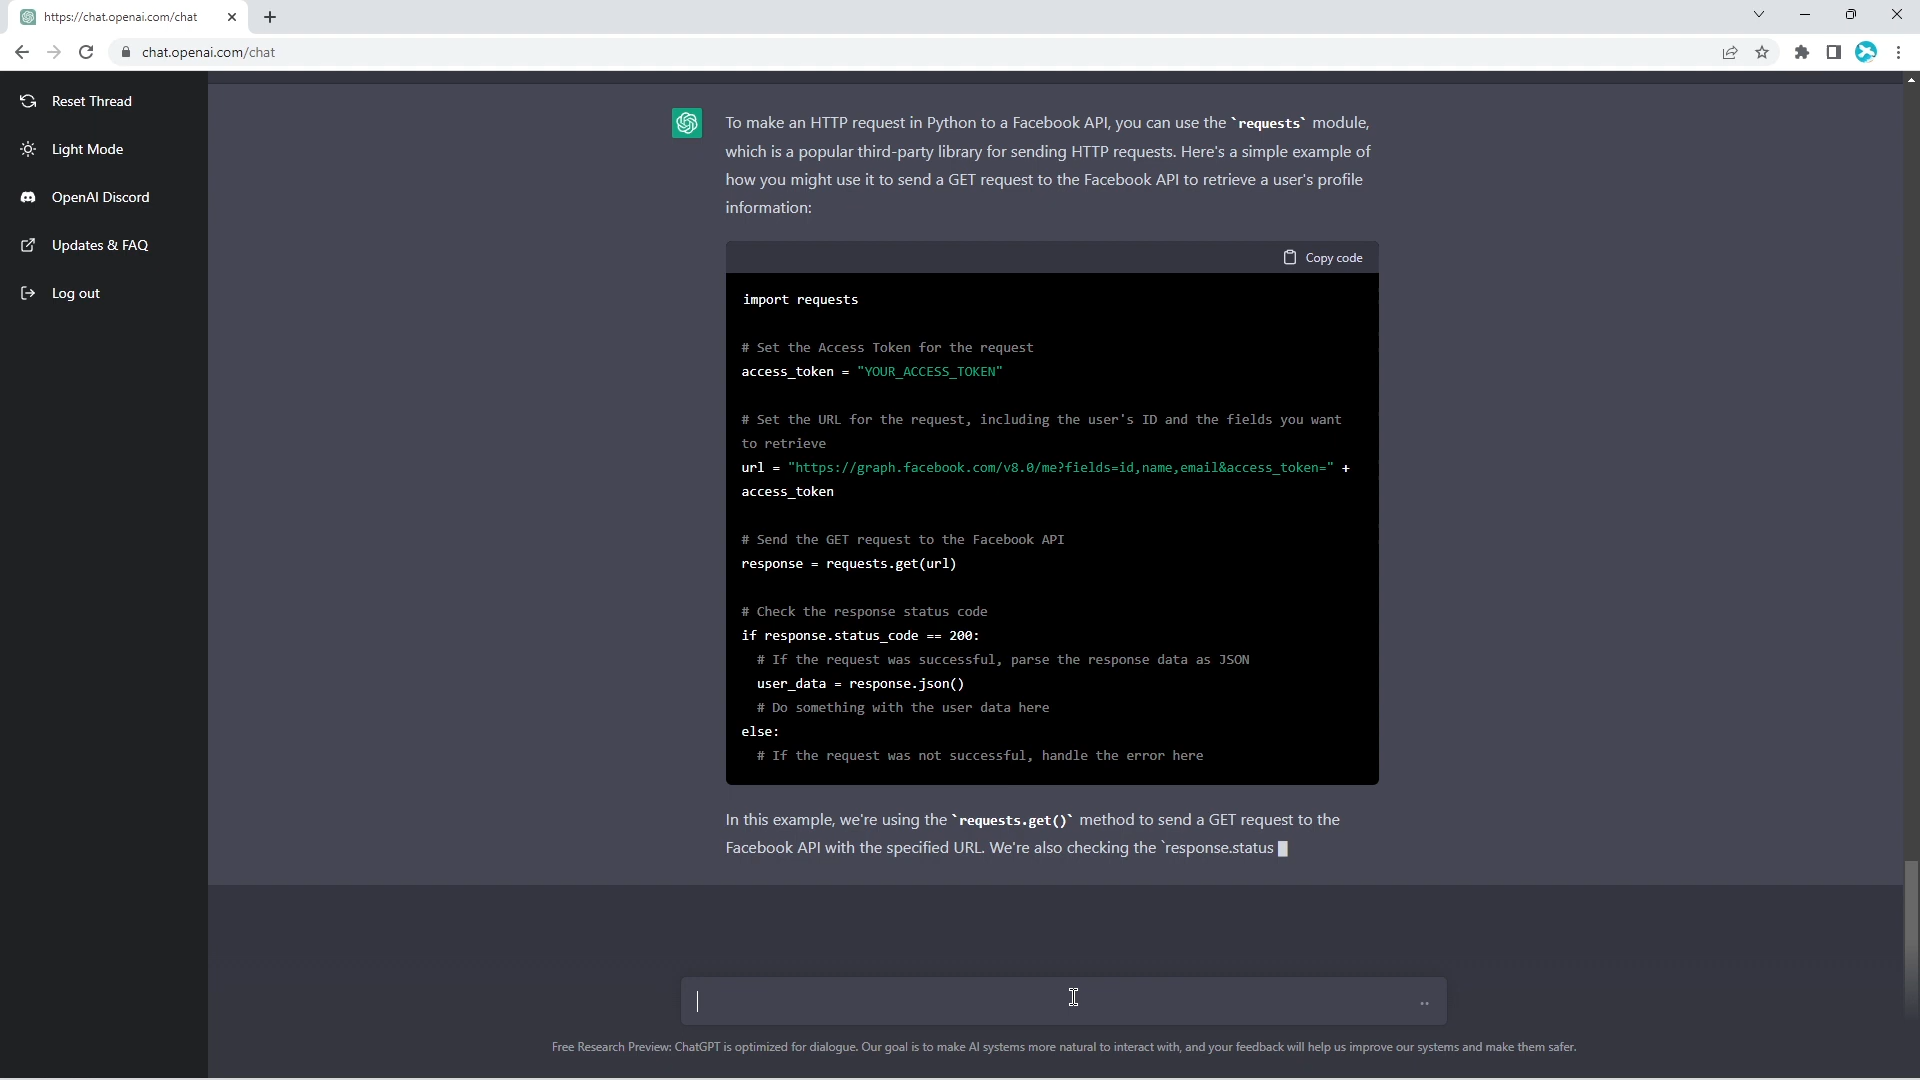 https://chat.openai.com/chat
chat.openai.com/chat
Reset Thread
Light Mode
OpenAI Discord
Updates & FAQ
Log out
To make an HTTP request in Python to a Facebook API, you can use the `requests` module,
which is a popular third-party library for sending HTTP requests. Here's a simple example of
how you might use it to send a GET request to the Facebook API to retrieve a user's profile
information:
Copy code
import requests
# Set the Access Token for the request
access_token = "YOUR_ACCESS_TOKEN"
# Set the URL for the request, including the user's ID and the fields you want
to retrieve
url = "https://graph.facebook.com/v8.0/me?fields=id,name,email&access_token=" +
access_token
# Send the GET request to the Facebook API
response = requests.get(url)
# Check the response status code
if response.status_code == 200:
  # If the request was successful, parse the response data as JSON
  user_data = response.json()
  # Do something with the user data here
else:
  # If the request was not successful, handle the error here
In this example, we're using the `requests.get()` method to send a GET request to the
Facebook API with the specified URL. We're also checking the `response.status
Free Research Preview: ChatGPT is optimized for dialogue. Our goal is to make AI systems more natural to interact with, and your feedback will help us improve our systems and make them safer.